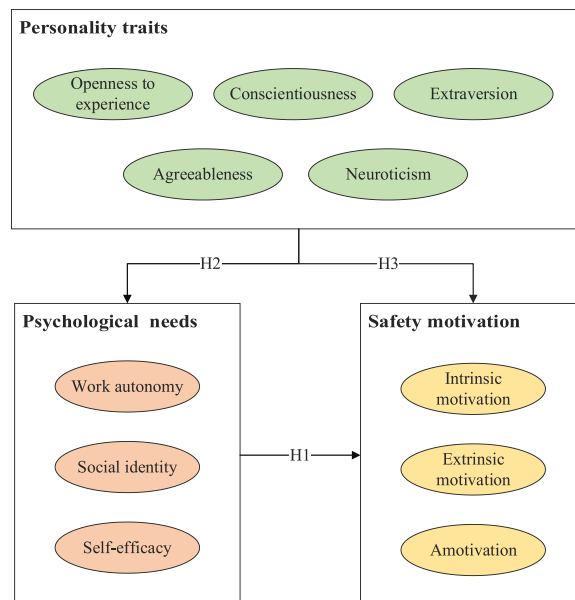 Personality traits
Openness to
experience
Conscientiousness
Extraversion
Agreeableness
Neuroticism
H2
H3
Psychological needs
Work autonomy
Social identity
Self-efficacy
H1
Safety motivation
Intrinsic
motivation
Extrinsic
motivation
Amotivation